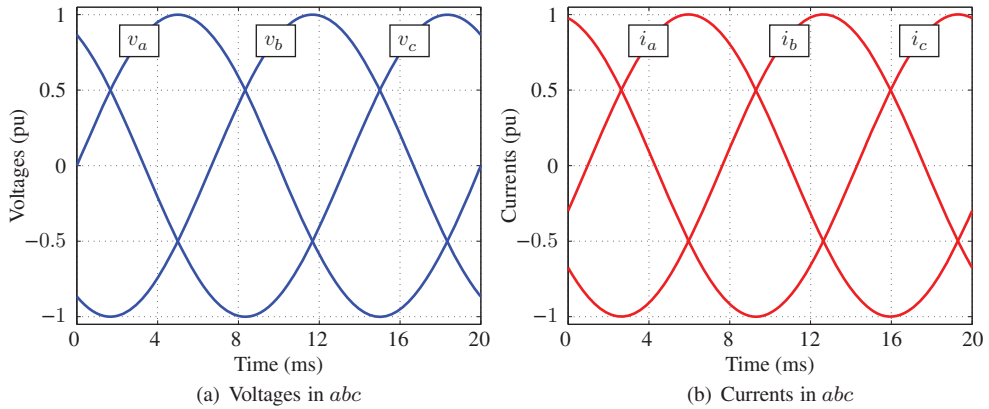 Voltages (pu)
1
0.5
0
−0.5
−1
v_a
v_b
v_c
0 4 8 12 16 20
Time (ms)
(a) Voltages in abc
Currents (pu)
1
0.5
0
−0.5
−1
i_a
i_b
i_c
0 4 8 12 16 20
Time (ms)
(b) Currents in abc